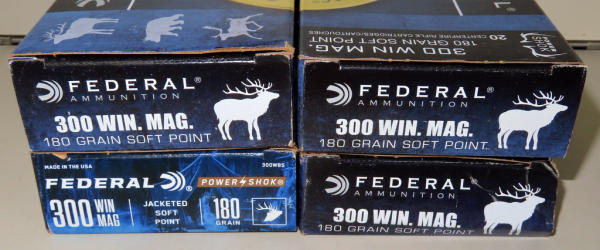 300 WIN MAG.
180 GRAIN SOFT POINT
20 CENTERFIRE RIFLE CARTRIDGES/CARTUCHOS
FEDERAL®
AMMUNITION
300 WIN. MAG.
180 GRAIN SOFT POINT
FEDERAL®
AMMUNITION
300 WIN. MAG.
180 GRAIN SOFT POINT
MADE IN THE USA
300WBS
FEDERAL®
POWER SHOK®
300 WIN MAG
JACKETED
SOFT
POINT
180
GRAIN
FEDERAL®
AMMUNITION
300 WIN. MAG.
180 GRAIN SOFT POINT